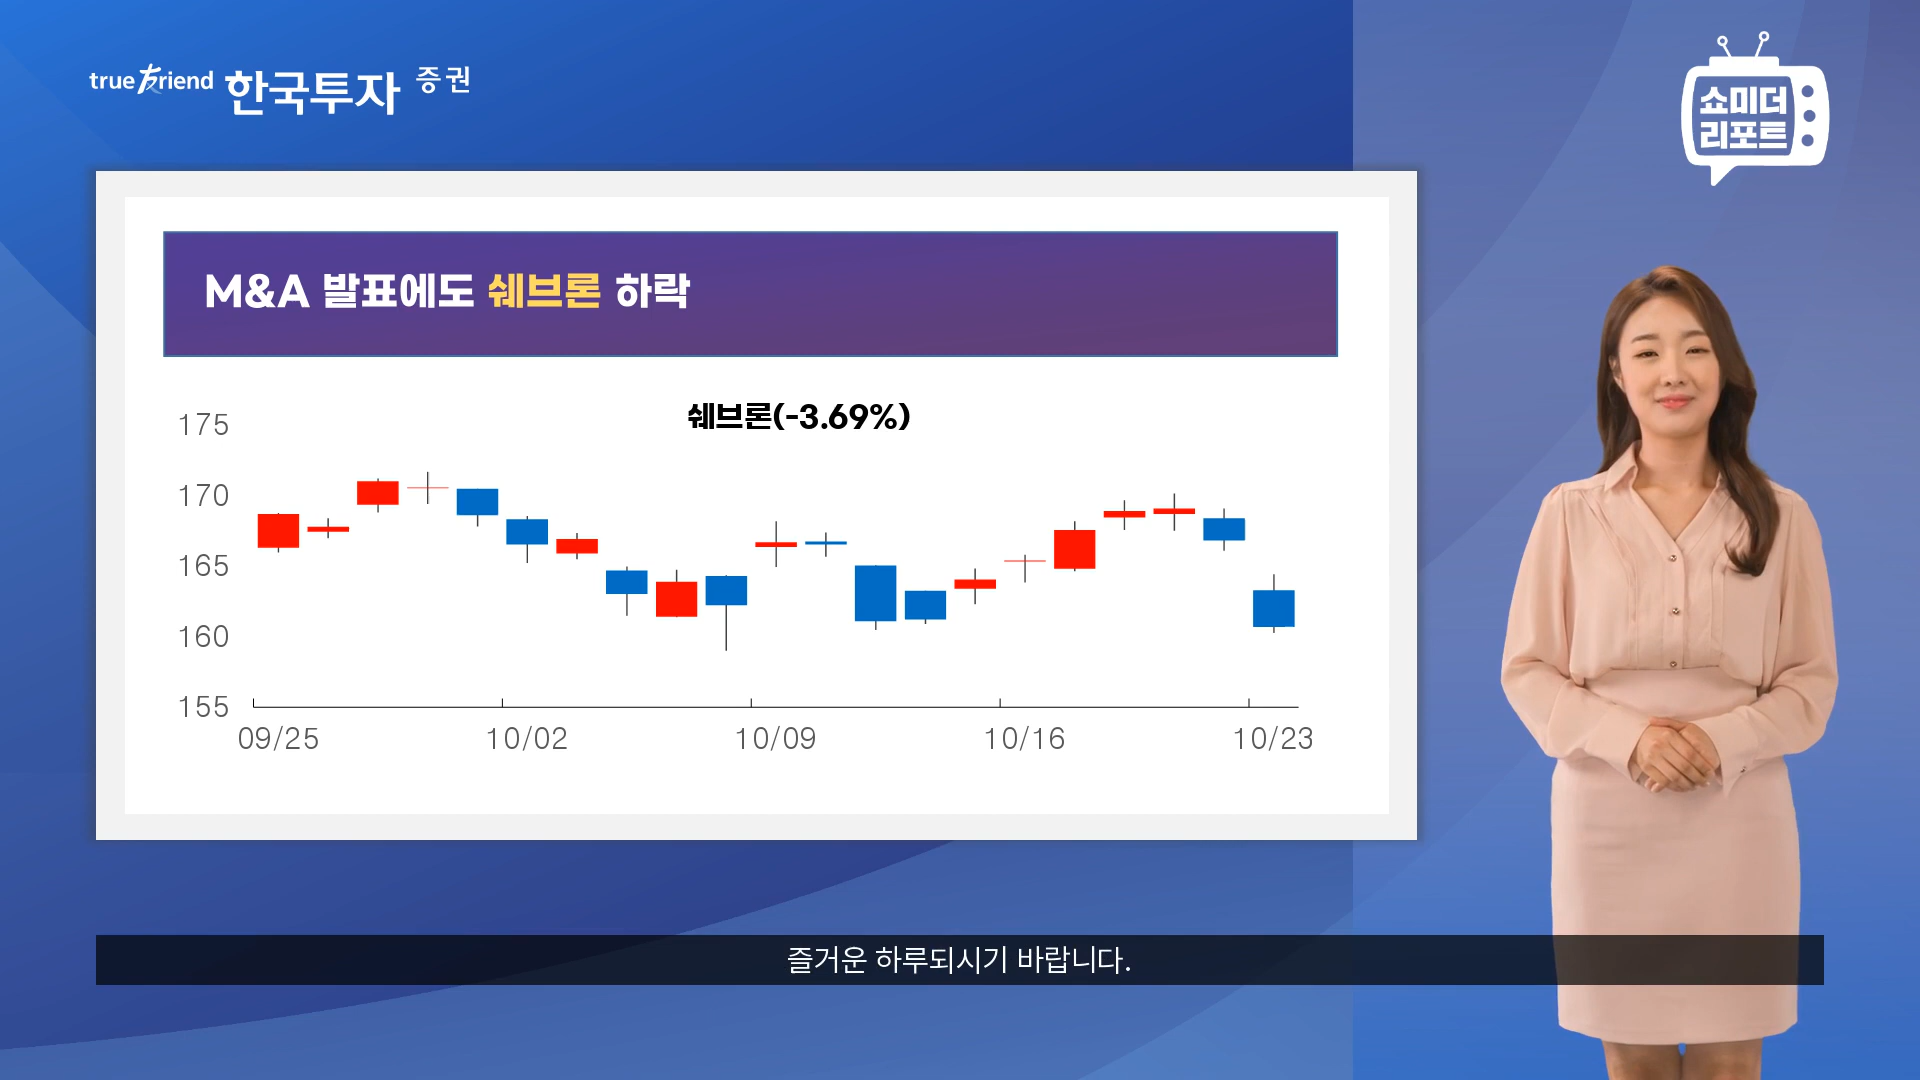 true friend 한국투자 증권
쇼미더
리포트
M&A 발표에도 쉐브론 하락
쉐브론(-3.69%)
175
170
165
160
155
09/25 10/02 10/09 10/16 10/23
즐거운 하루되시기 바랍니다.